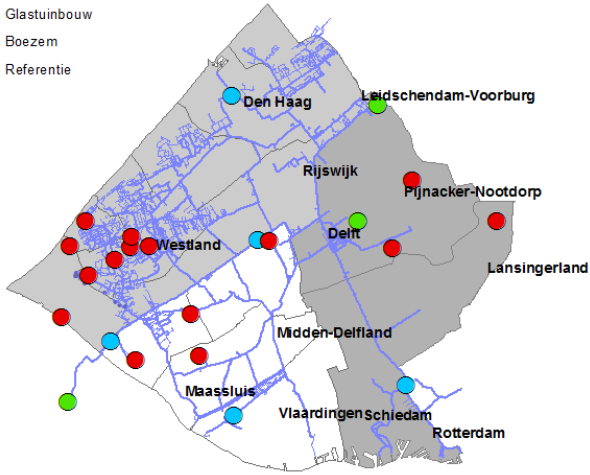 Glastuinbouw
Boezem
Referentie
Den Haag
Leidschendam-Voorburg
Rijswijk
Pijnacker-Nootdorp
Delft
Westland
Lansingerland
Midden-Delfland
Maassluis
Vlaardingen
Schiedam
Rotterdam